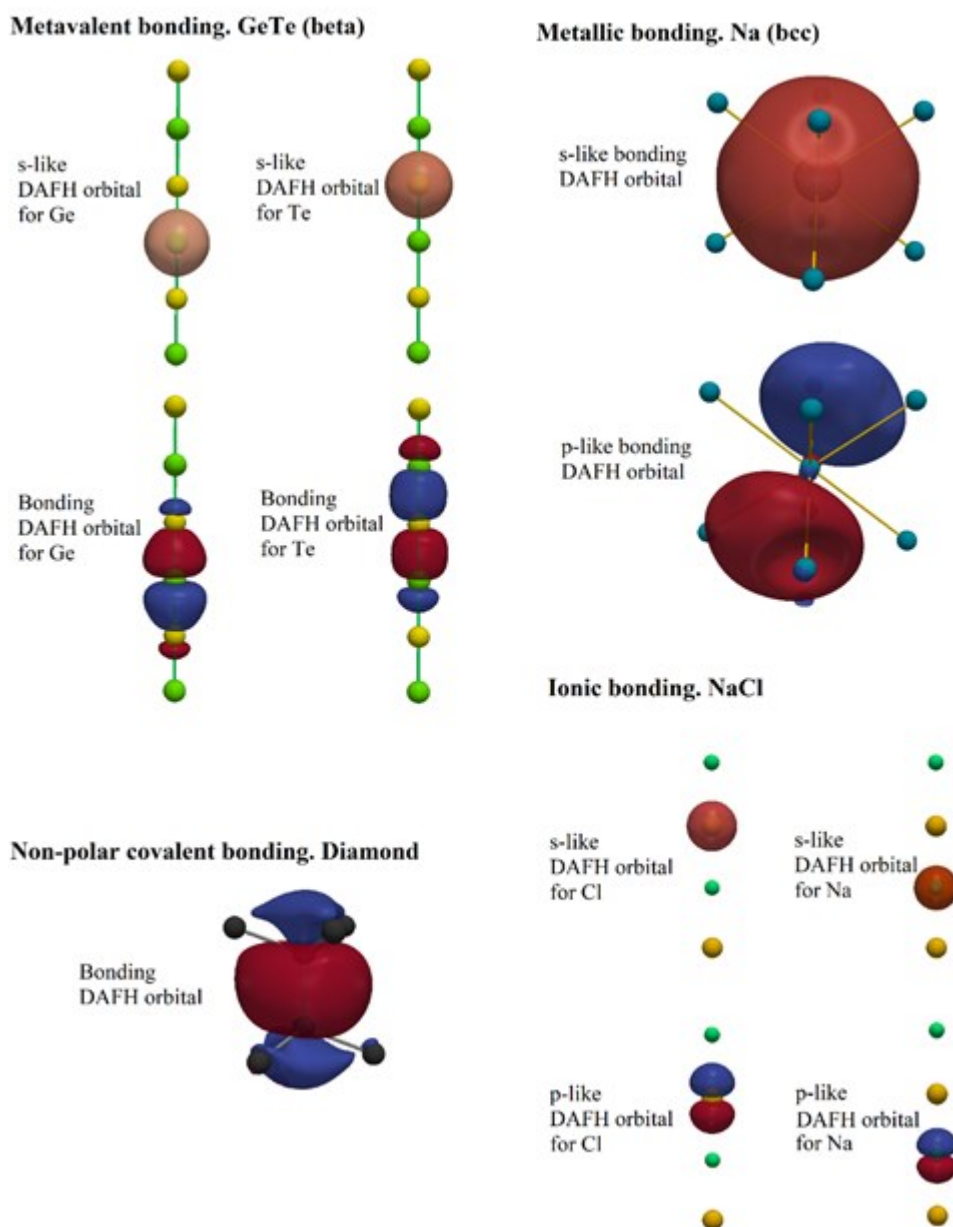 Metavalent bonding. GeTe (beta)
s-like
DAFH orbital
for Ge
s-like
DAFH orbital
for Te
Bonding
DAFH orbital
for Ge
Bonding
DAFH orbital
for Te
Metallic bonding. Na (bcc)
s-like bonding
DAFH orbital
p-like bonding
DAFH orbital
Non-polar covalent bonding. Diamond
Bonding
DAFH orbital
Ionic bonding. NaCl
s-like
DAFH orbital
for Cl
s-like
DAFH orbital
for Na
p-like
DAFH orbital
for Cl
p-like
DAFH orbital
for Na